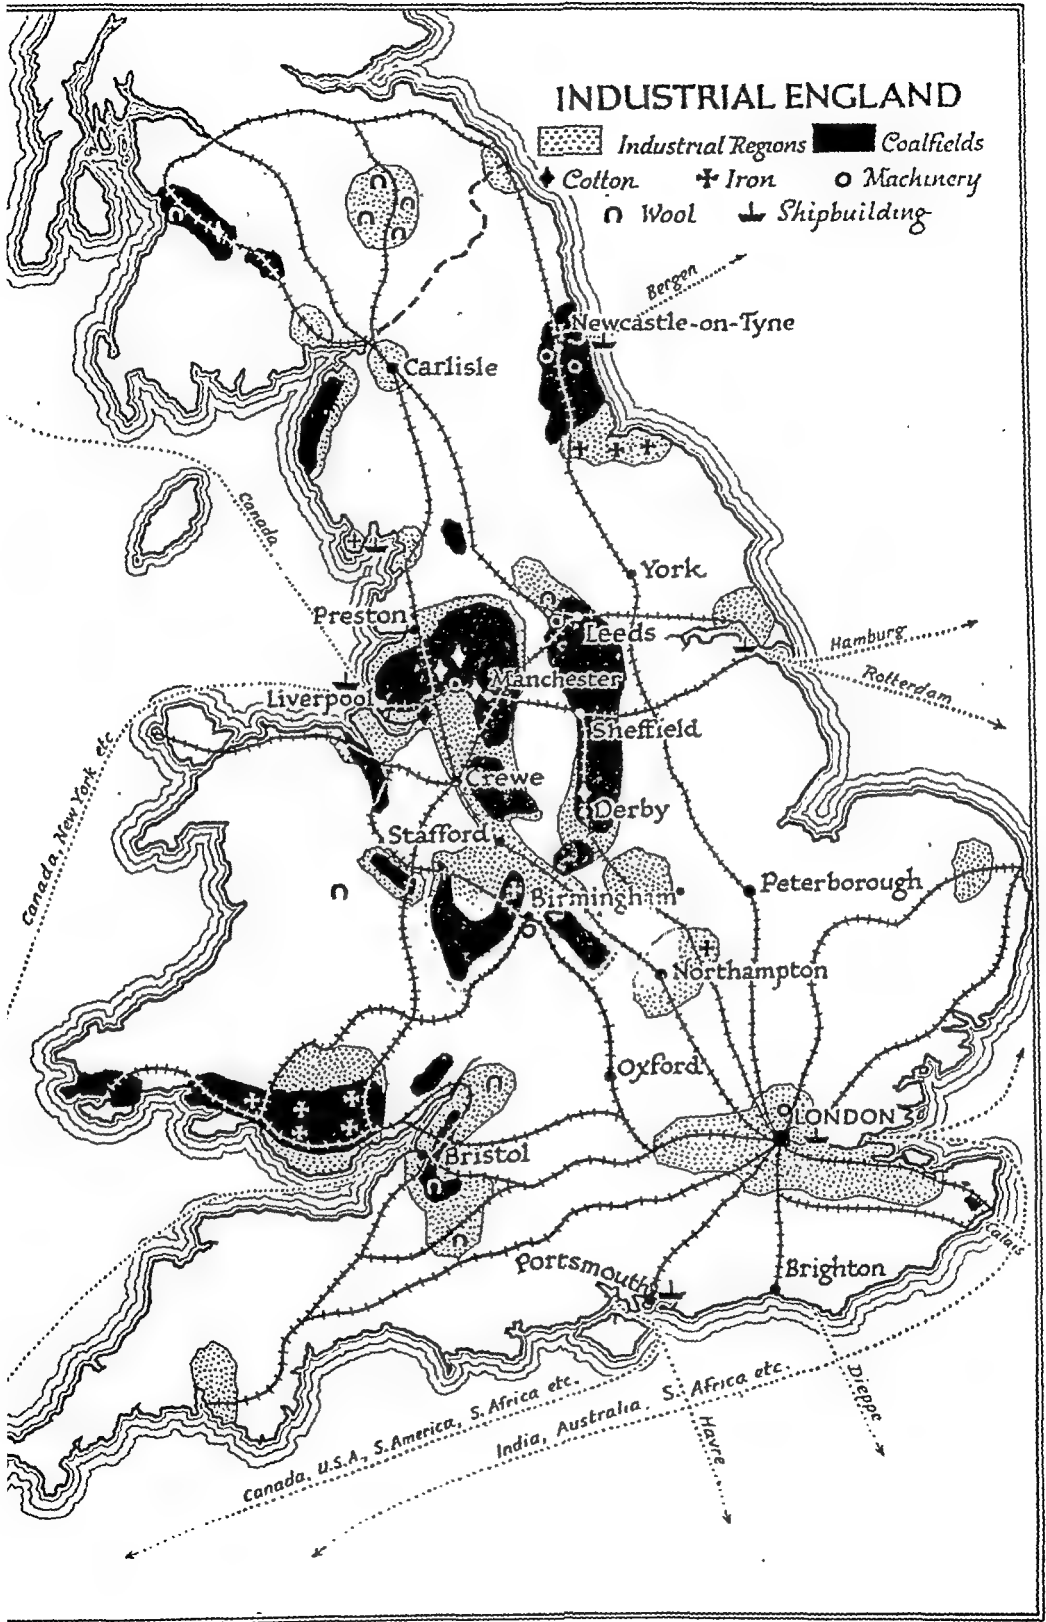 INDUSTRIAL ENGLAND
Industrial Regions Coalfields
Cotton Iron Machinery
Wool Shipbuilding
Bergen
Newcastle-on-Tyne
Carlisle
Canada
York
Preston
Leeds
Hamburg
Rotterdam
Manchester
Liverpool
Sheffield
Canada, New York etc
Crewe
Derby
Stafford
Peterborough
Birmingham
Northampton
Oxford
LONDON
Bristol
Calais
Portsmouth
Brighton
Dieppe
Havre
Canada, U.S.A., S. America, S. Africa etc.
India, Australia, S. Africa etc.